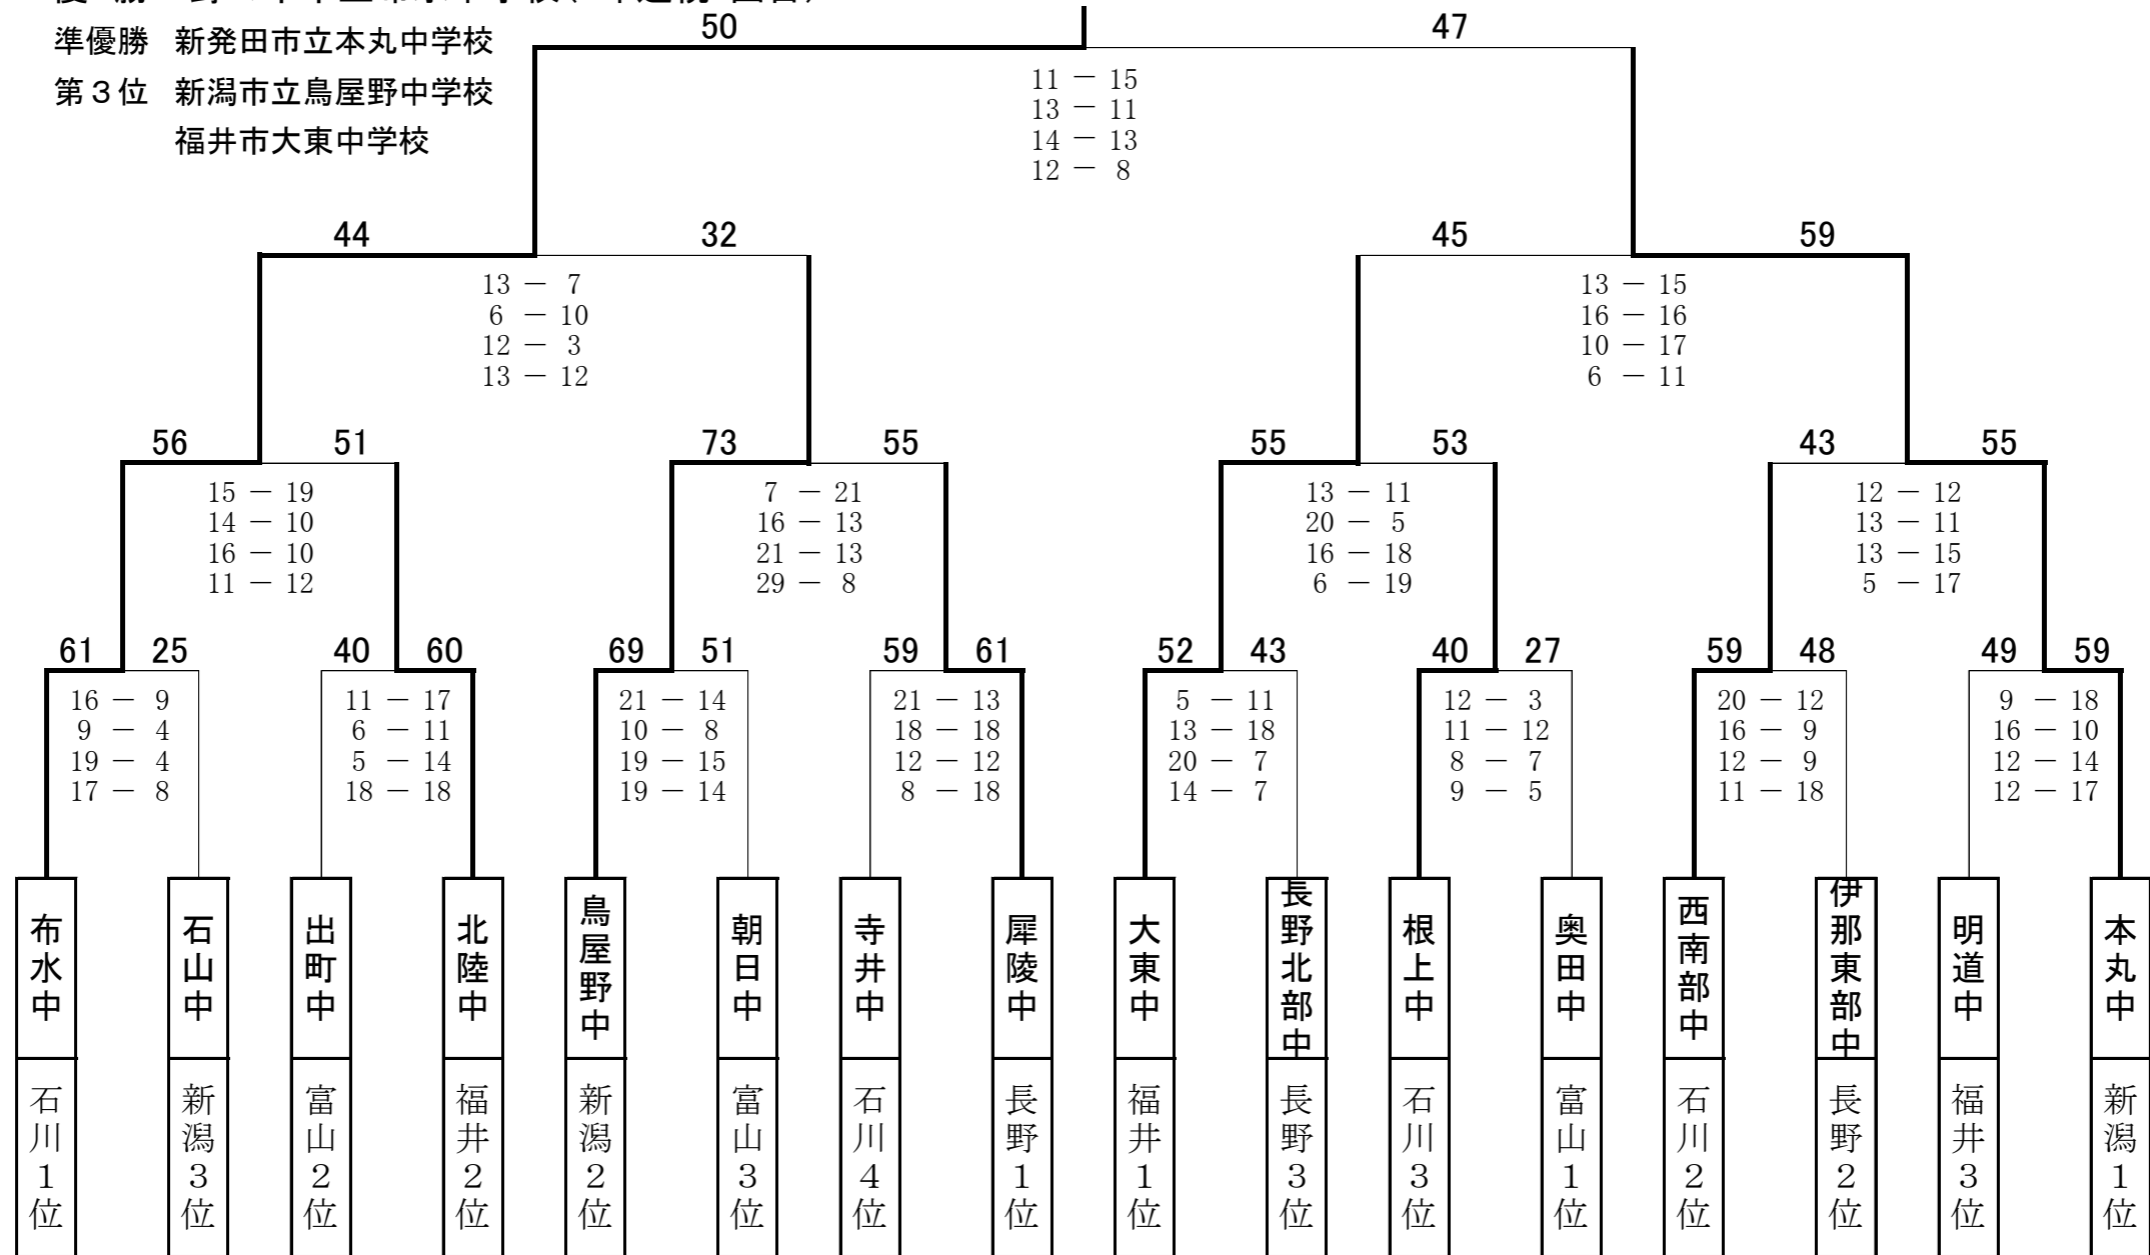 50
47
準優勝 新発田市立本丸中学校
第３位 新潟市立鳥屋野中学校
福井市大東中学校
11 － 15
13 － 11
14 － 13
12 － 8
44
32
45
59
13 － 7
6 － 10
12 － 3
13 － 12
13 － 15
16 － 16
10 － 17
6 － 11
56
51
73
55
55
53
43
55
15 － 19
14 － 10
16 － 10
11 － 12
7 － 21
16 － 13
21 － 13
29 － 8
13 － 11
20 － 5
16 － 18
6 － 19
12 － 12
13 － 11
13 － 15
5 － 17
61
25
40
60
69
51
59
61
52
43
40
27
59
48
49
59
16 － 9
9 － 4
19 － 4
17 － 8
11 － 17
6 － 11
5 － 14
18 － 18
21 － 14
10 － 8
19 － 15
19 － 14
21 － 13
18 － 18
12 － 12
8 － 18
5 － 11
13 － 18
20 － 7
14 － 7
12 － 3
11 － 12
8 － 7
9 － 5
20 － 12
16 － 9
12 － 9
11 － 18
9 － 18
16 － 10
12 － 14
12 － 17
布水中
石山中
出町中
北陸中
鳥屋野中
朝日中
寺井中
犀陵中
大東中
長野北部中
根上中
奥田中
西南部中
伊那東部中
明道中
本丸中
石川１位
新潟３位
富山２位
福井２位
新潟２位
富山３位
石川４位
長野１位
福井１位
長野３位
石川３位
富山１位
石川２位
長野２位
福井３位
新潟１位